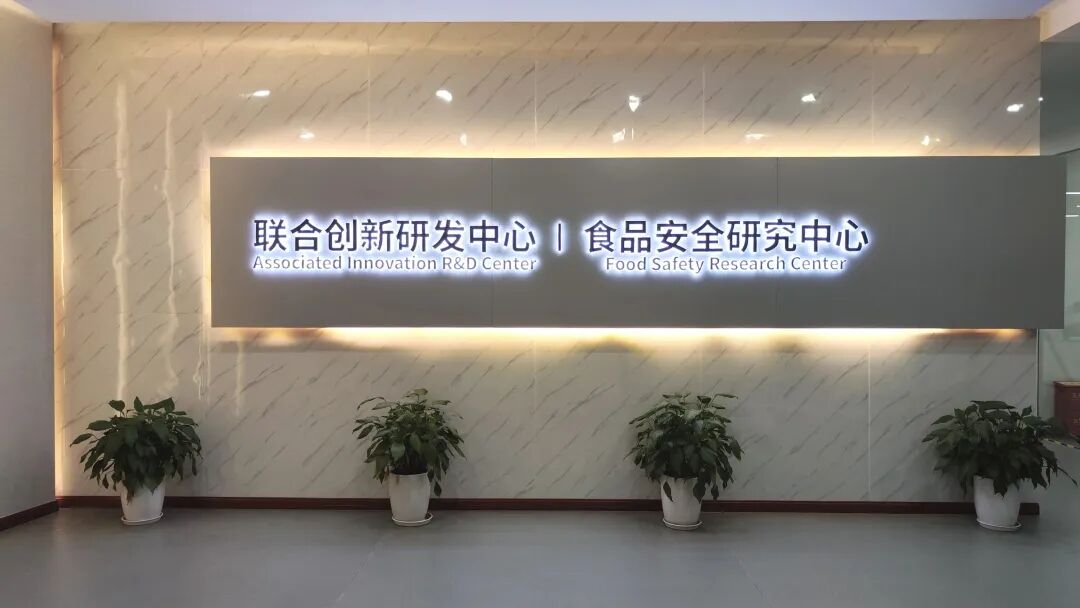 联合创新研发中心 | 食品安全研究中心
Associated Innovation R&D Center Food Safety Research Center